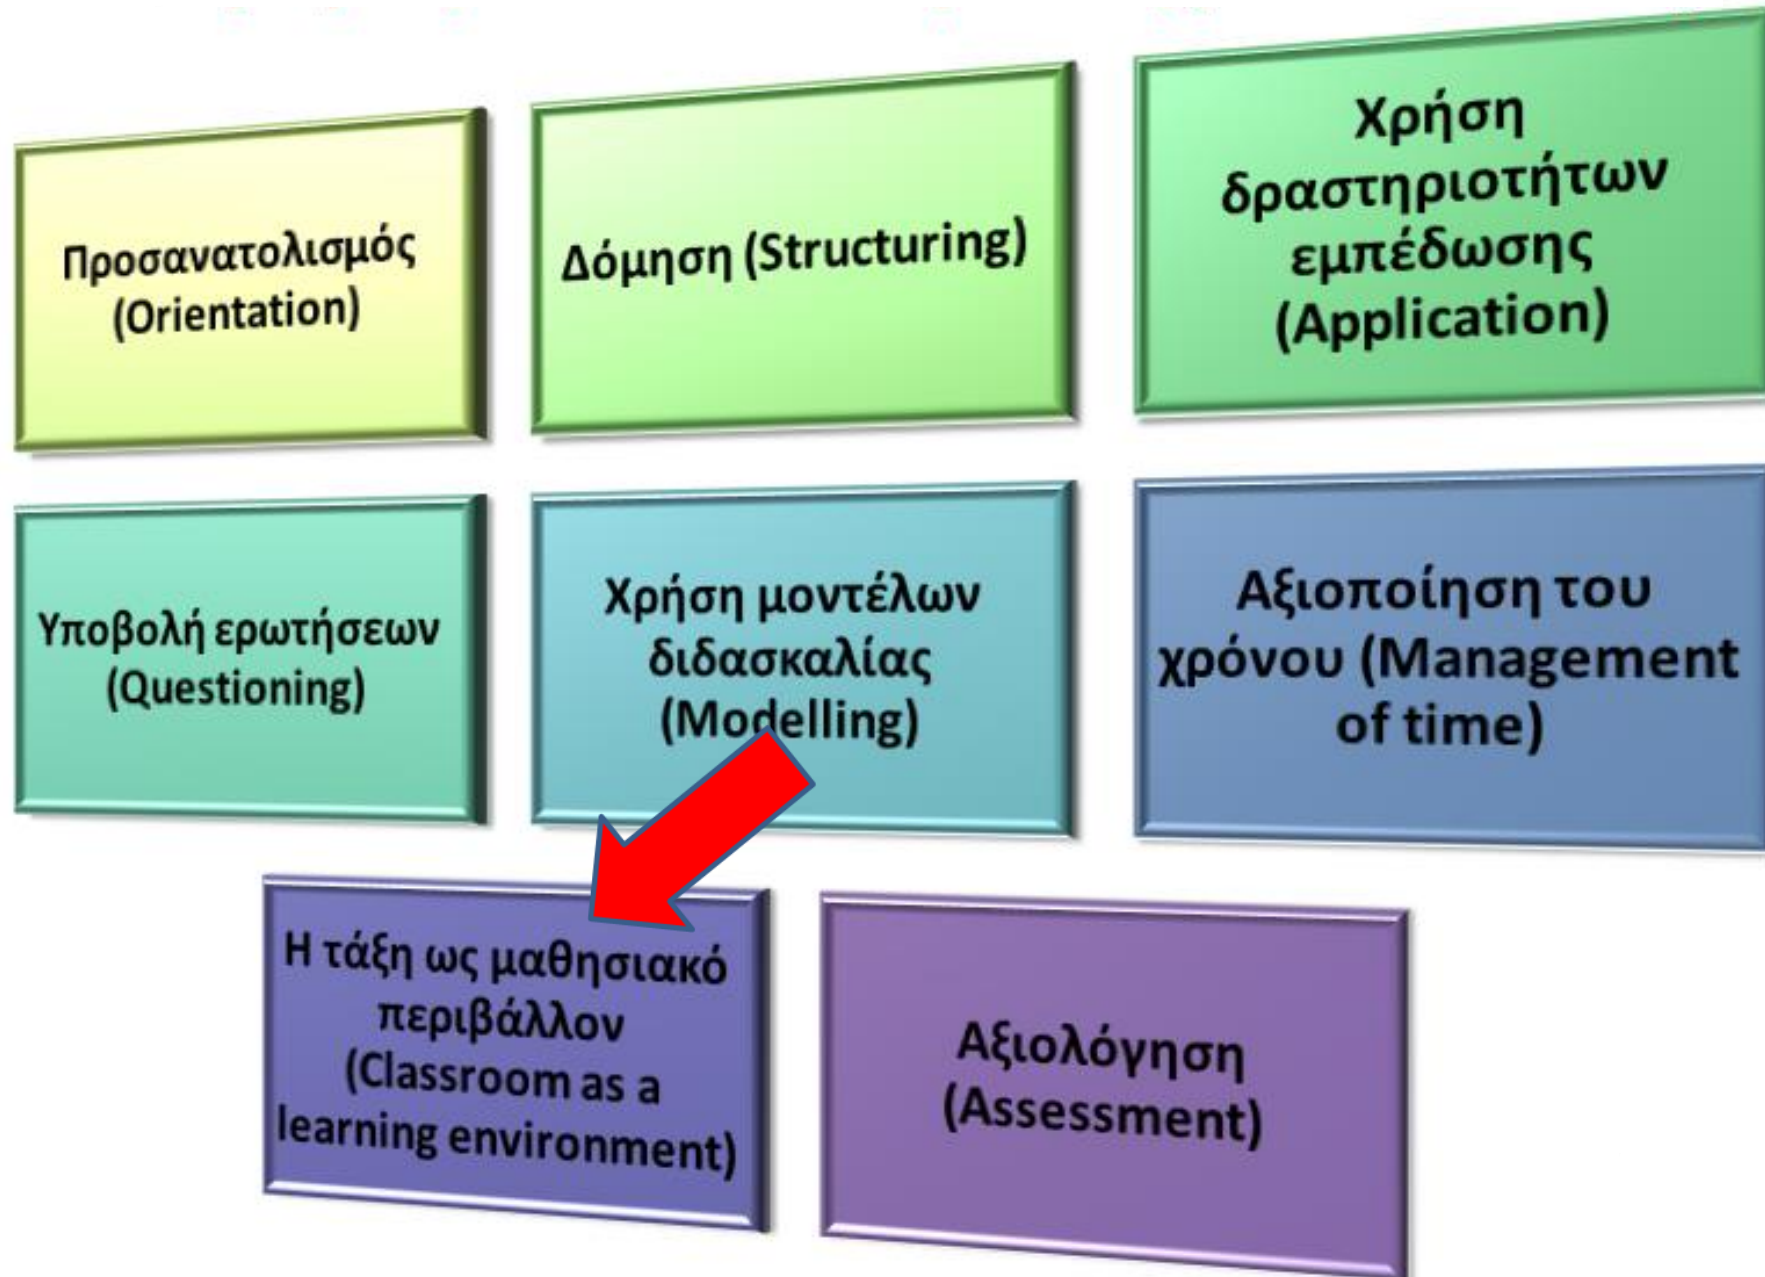 Προσανατολισμός
(Orientation)
Δόμηση (Structuring)
Χρήση
δραστηριοτήτων
εμπέδωσης
(Application)
Υποβολή ερωτήσεων
(Questioning)
Χρήση μοντέλων
διδασκαλίας
(Modelling)
Αξιοποίηση του
χρόνου (Management
of time)
Η τάξη ως μαθησιακό
περιβάλλον
(Classroom as a
learning environment)
Αξιολόγηση
(Assessment)